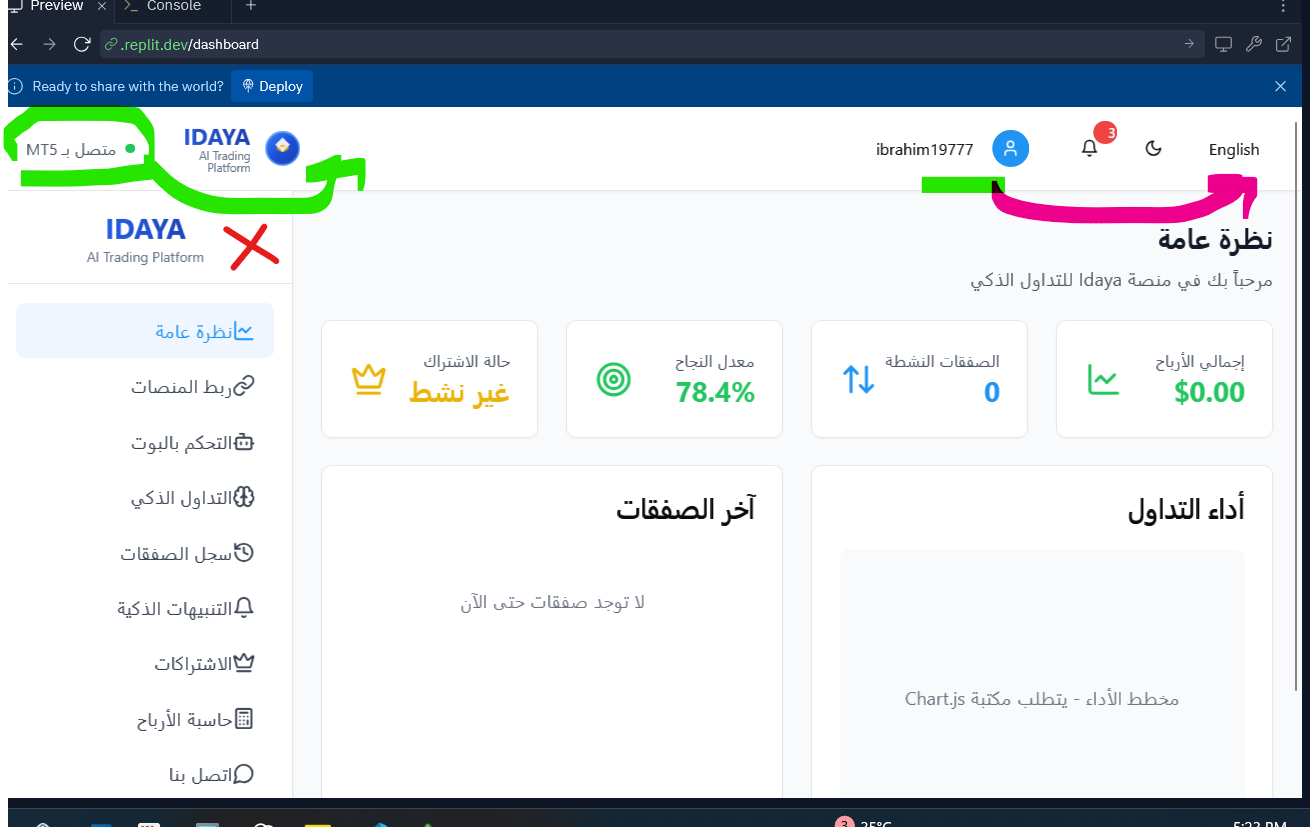 Preview × Console +
.replit.dev/dashboard
Ready to share with the world? Deploy
متصل بـ MT5
IDAYA
AI Trading
Platform
ibrahim19777
3
English
IDAYA
AI Trading Platform
نظرة عامة
ربط المنصات
التحكم بالبوت
التداول الذكي
سجل الصفقات
التنبيهات الذكية
الاشتراكات
حاسبة الأرباح
اتصل بنا
نظرة عامة
مرحباً بك في منصة Idaya للتداول الذكي
إجمالي الأرباح
$0.00
الصفقات النشطة
0
معدل النجاح
78.4%
حالة الاشتراك
غير نشط
أداء التداول
مخطط الأداء - يتطلب مكتبة Chart.js
آخر الصفقات
لا توجد صفقات حتى الآن
3